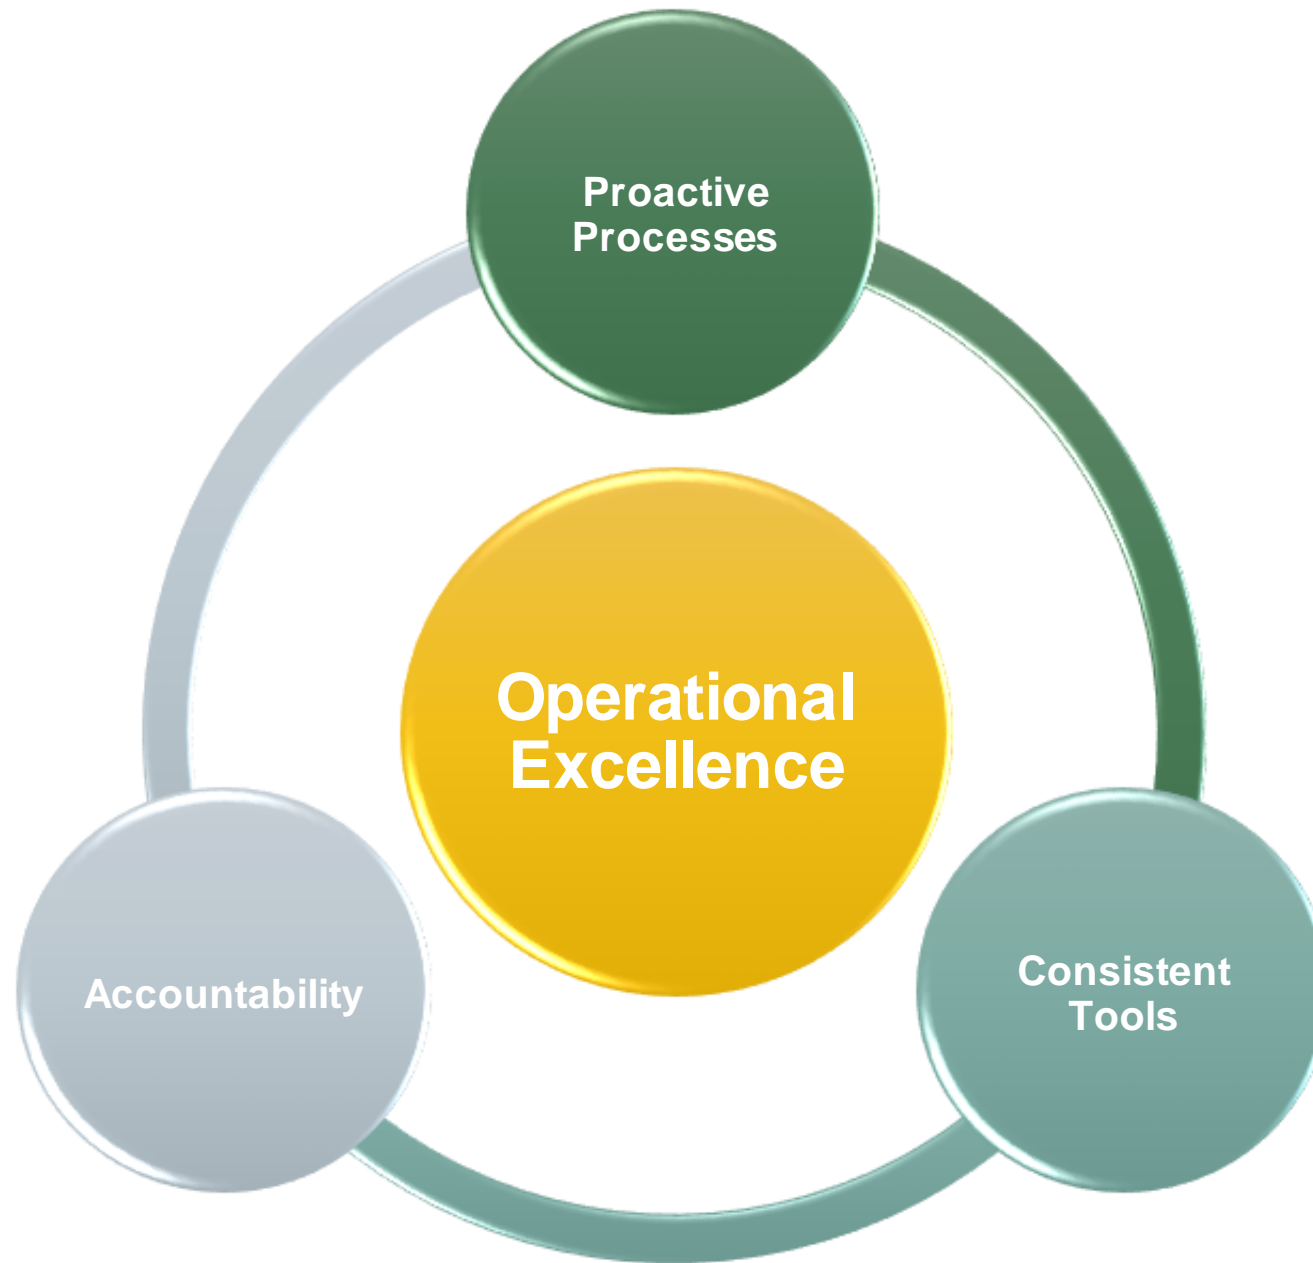 Proactive
Processes
Operational
Excellence
Accountability
Consistent
Tools